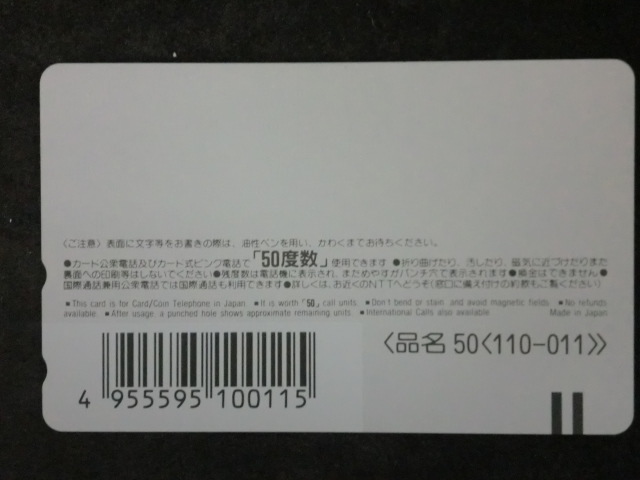 〈ご注意〉表面に文字等をお書きの際は、油性ペンを用い、かわくまでお待ちください。
●カード公衆電話及びカード式ピンク電話で「50度数」使用できます●折り曲げたり、汚したり、磁気に近づけたりまた
裏面への印刷等はしないでください●残度数は電話機に表示され、まためやすがパンチ穴で表示されます●換金はできません●
国際通話兼用公衆電話では国際通話も利用できます●詳しくは、お近くのNTTへどうぞ(窓口に備え付けの約款もご覧ください)
■This card is for Card/Coin Telephone in Japan ■It is worth「50」call units. ■Don't bend or stain and avoid magnetic fields. ■No refunds
available. ■After usage, a punched hole shows approximate remaining units. ■International Calls also available Made in Japan
〈品名 50〈110-011〉〉
4 955595 100115